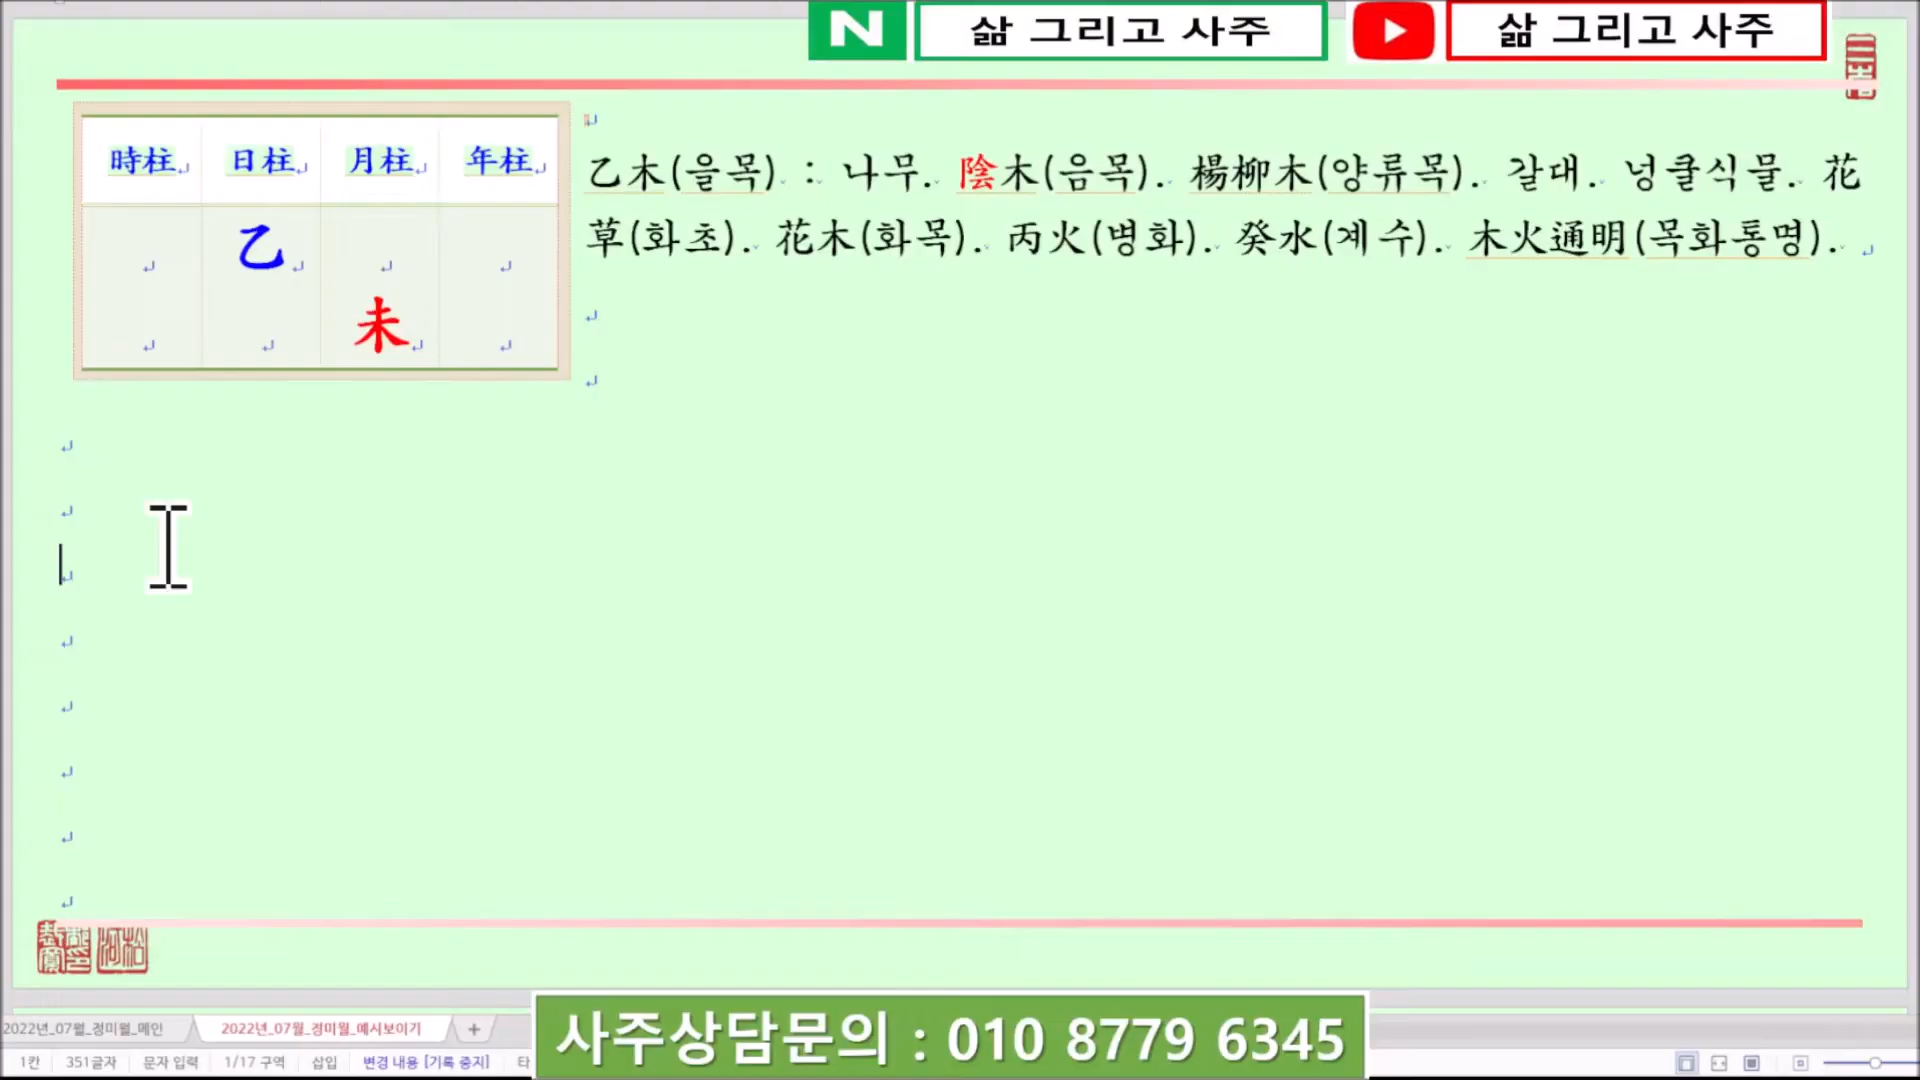 N 삶 그리고 사주 삶 그리고 사주
時柱 日柱 月柱 年柱
乙
未
乙木(을목) : 나무. 陰木(음목). 楊柳木(양류목). 갈대. 넝쿨식물. 花
草(화초). 花木(화목). 丙火(병화). 癸水(계수). 木火通明(목화통명).
2022년_07월_정미월_메인 2022년_07월_정미월_예시보이기 +
사주상담문의 : 010 8779 6345
1칸 351글자 문자 입력 1/17 구역 삽입 변경 내용 [기록 중지] 타